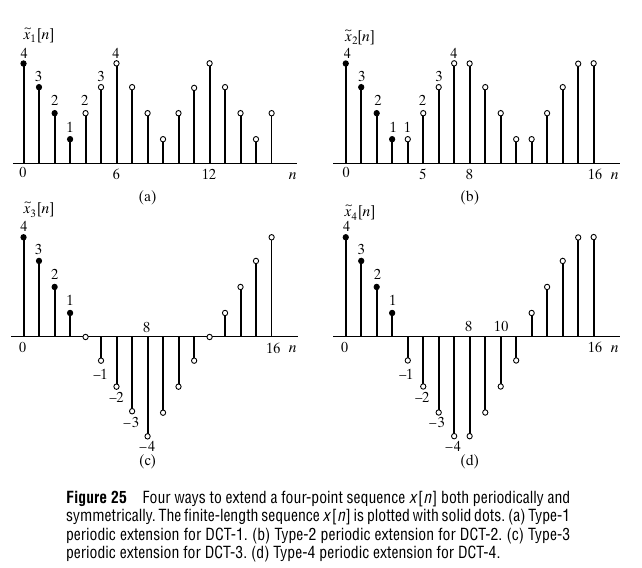 x̃₁[n]
4
3
2
1
2
3
4
0
6
12
n
(a)
x̃₂[n]
4
3
2
1
1
2
3
4
0
5
8
16
n
(b)
x̃₃[n]
4
3
2
1
8
0
16
n
−1
−2
−3
−4
(c)
x̃₄[n]
4
3
2
1
8
10
0
16
n
−1
−2
−3
−4
(d)
Figure 25 Four ways to extend a four-point sequence x[n] both periodically and
symmetrically. The finite-length sequence x[n] is plotted with solid dots. (a) Type-1
periodic extension for DCT-1. (b) Type-2 periodic extension for DCT-2. (c) Type-3
periodic extension for DCT-3. (d) Type-4 periodic extension for DCT-4.